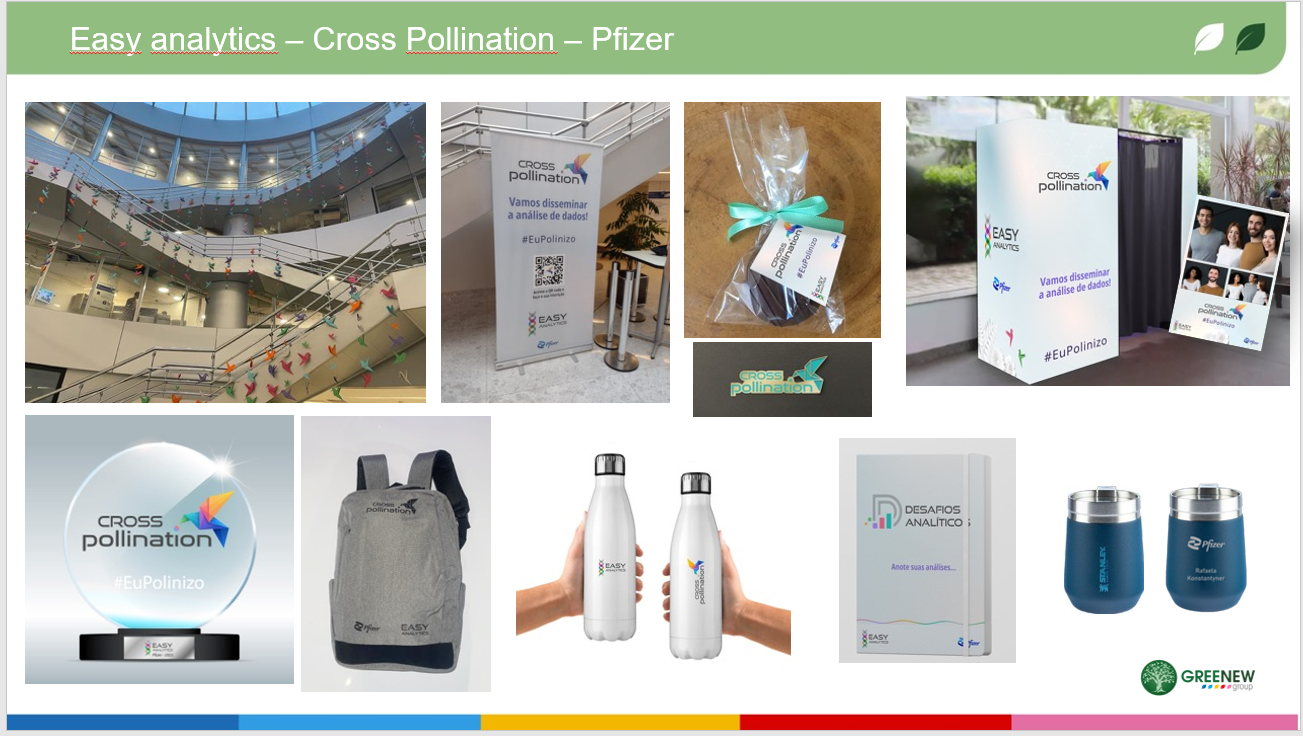 Easy analytics – Cross Pollination – Pfizer
CROSS
pollination
Vamos disseminar
a análise de dados!
#EuPolinizo
EASY
ANALYTICS
Pfizer
CROSS
pollination
#EuPolinizo
Pfizer
CROSS
pollination
EASY
ANALYTICS
Pfizer
Vamos disseminar
a análise de dados!
#EuPolinizo
CROSS
pollination
#EuPolinizo
EASY
Pfizer
CROSS
pollination
CROSS
pollination
#EuPolinizo
EASY
ANALYTICS
CROSS
pollination
Pfizer
EASY
ANALYTICS
EASY
ANALYTICS
CROSS
pollination
DESAFIOS
ANALÍTICOS
Anote suas análises...
EASY
ANALYTICS
Pfizer
STANLEY
Pfizer
Rafaela
Konstantyner
GREENEW
group